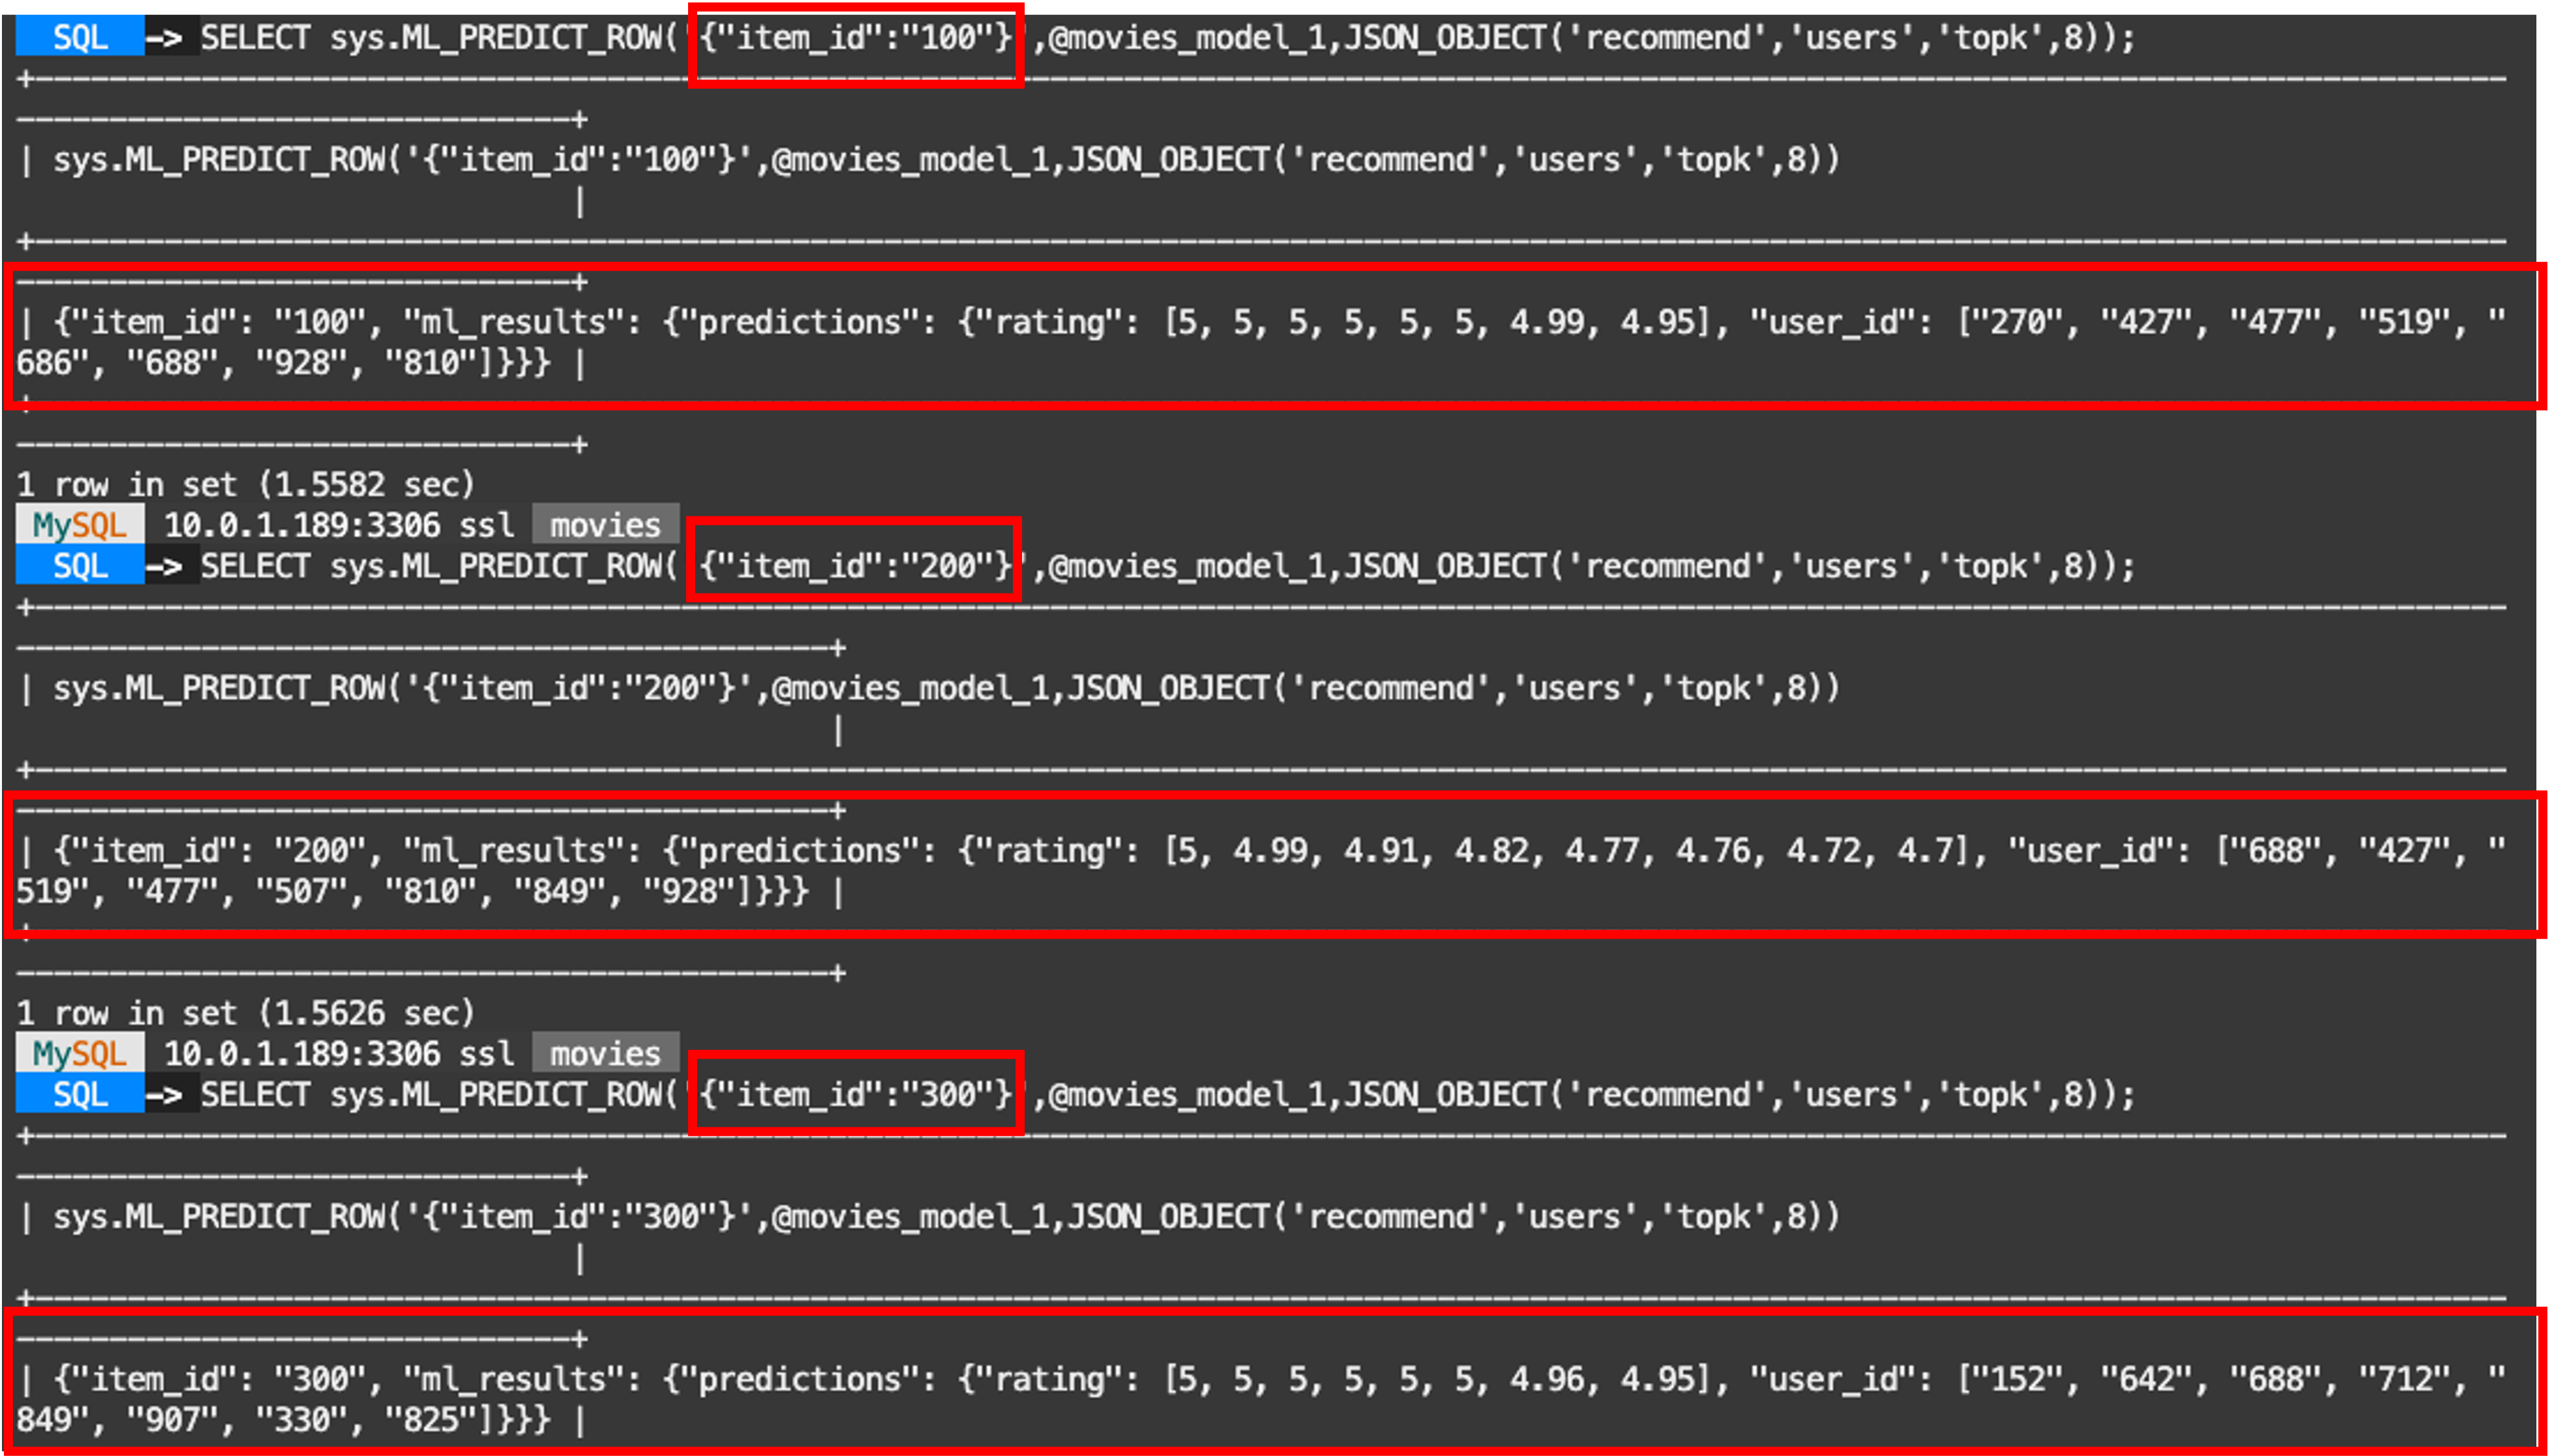 SQL -> SELECT sys.ML_PREDICT_ROW('{"item_id":"100"}',@movies_model_1,JSON_OBJECT('recommend','users','topk',8));
| sys.ML_PREDICT_ROW('{"item_id":"100"}',@movies_model_1,JSON_OBJECT('recommend','users','topk',8))
|
| {"item_id": "100", "ml_results": {"predictions": {"rating": [5, 5, 5, 5, 5, 5, 4.99, 4.95], "user_id": ["270", "427", "477", "519", "
686", "688", "928", "810"]}}} |
1 row in set (1.5582 sec)
MySQL 10.0.1.189:3306 ssl movies
SQL -> SELECT sys.ML_PREDICT_ROW('{"item_id":"200"}',@movies_model_1,JSON_OBJECT('recommend','users','topk',8));
| sys.ML_PREDICT_ROW('{"item_id":"200"}',@movies_model_1,JSON_OBJECT('recommend','users','topk',8))
|
| {"item_id": "200", "ml_results": {"predictions": {"rating": [5, 4.99, 4.91, 4.82, 4.77, 4.76, 4.72, 4.7], "user_id": ["688", "427", "
519", "477", "507", "810", "849", "928"]}}} |
1 row in set (1.5626 sec)
MySQL 10.0.1.189:3306 ssl movies
SQL -> SELECT sys.ML_PREDICT_ROW('{"item_id":"300"}',@movies_model_1,JSON_OBJECT('recommend','users','topk',8));
| sys.ML_PREDICT_ROW('{"item_id":"300"}',@movies_model_1,JSON_OBJECT('recommend','users','topk',8))
|
| {"item_id": "300", "ml_results": {"predictions": {"rating": [5, 5, 5, 5, 5, 5, 4.96, 4.95], "user_id": ["152", "642", "688", "712", "
849", "907", "330", "825"]}}} |